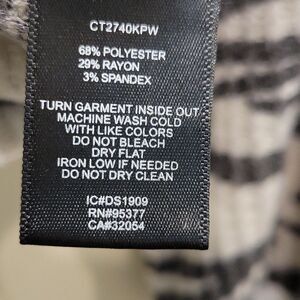 CT2740KPW
68% POLYESTER
29% RAYON
3% SPANDEX
TURN GARMENT INSIDE OUT
MACHINE WASH COLD
WITH LIKE COLORS
DO NOT BLEACH
DRY FLAT
IRON LOW IF NEEDED
DO NOT DRY CLEAN
IC#DS1909
RN#95377
CA#32054